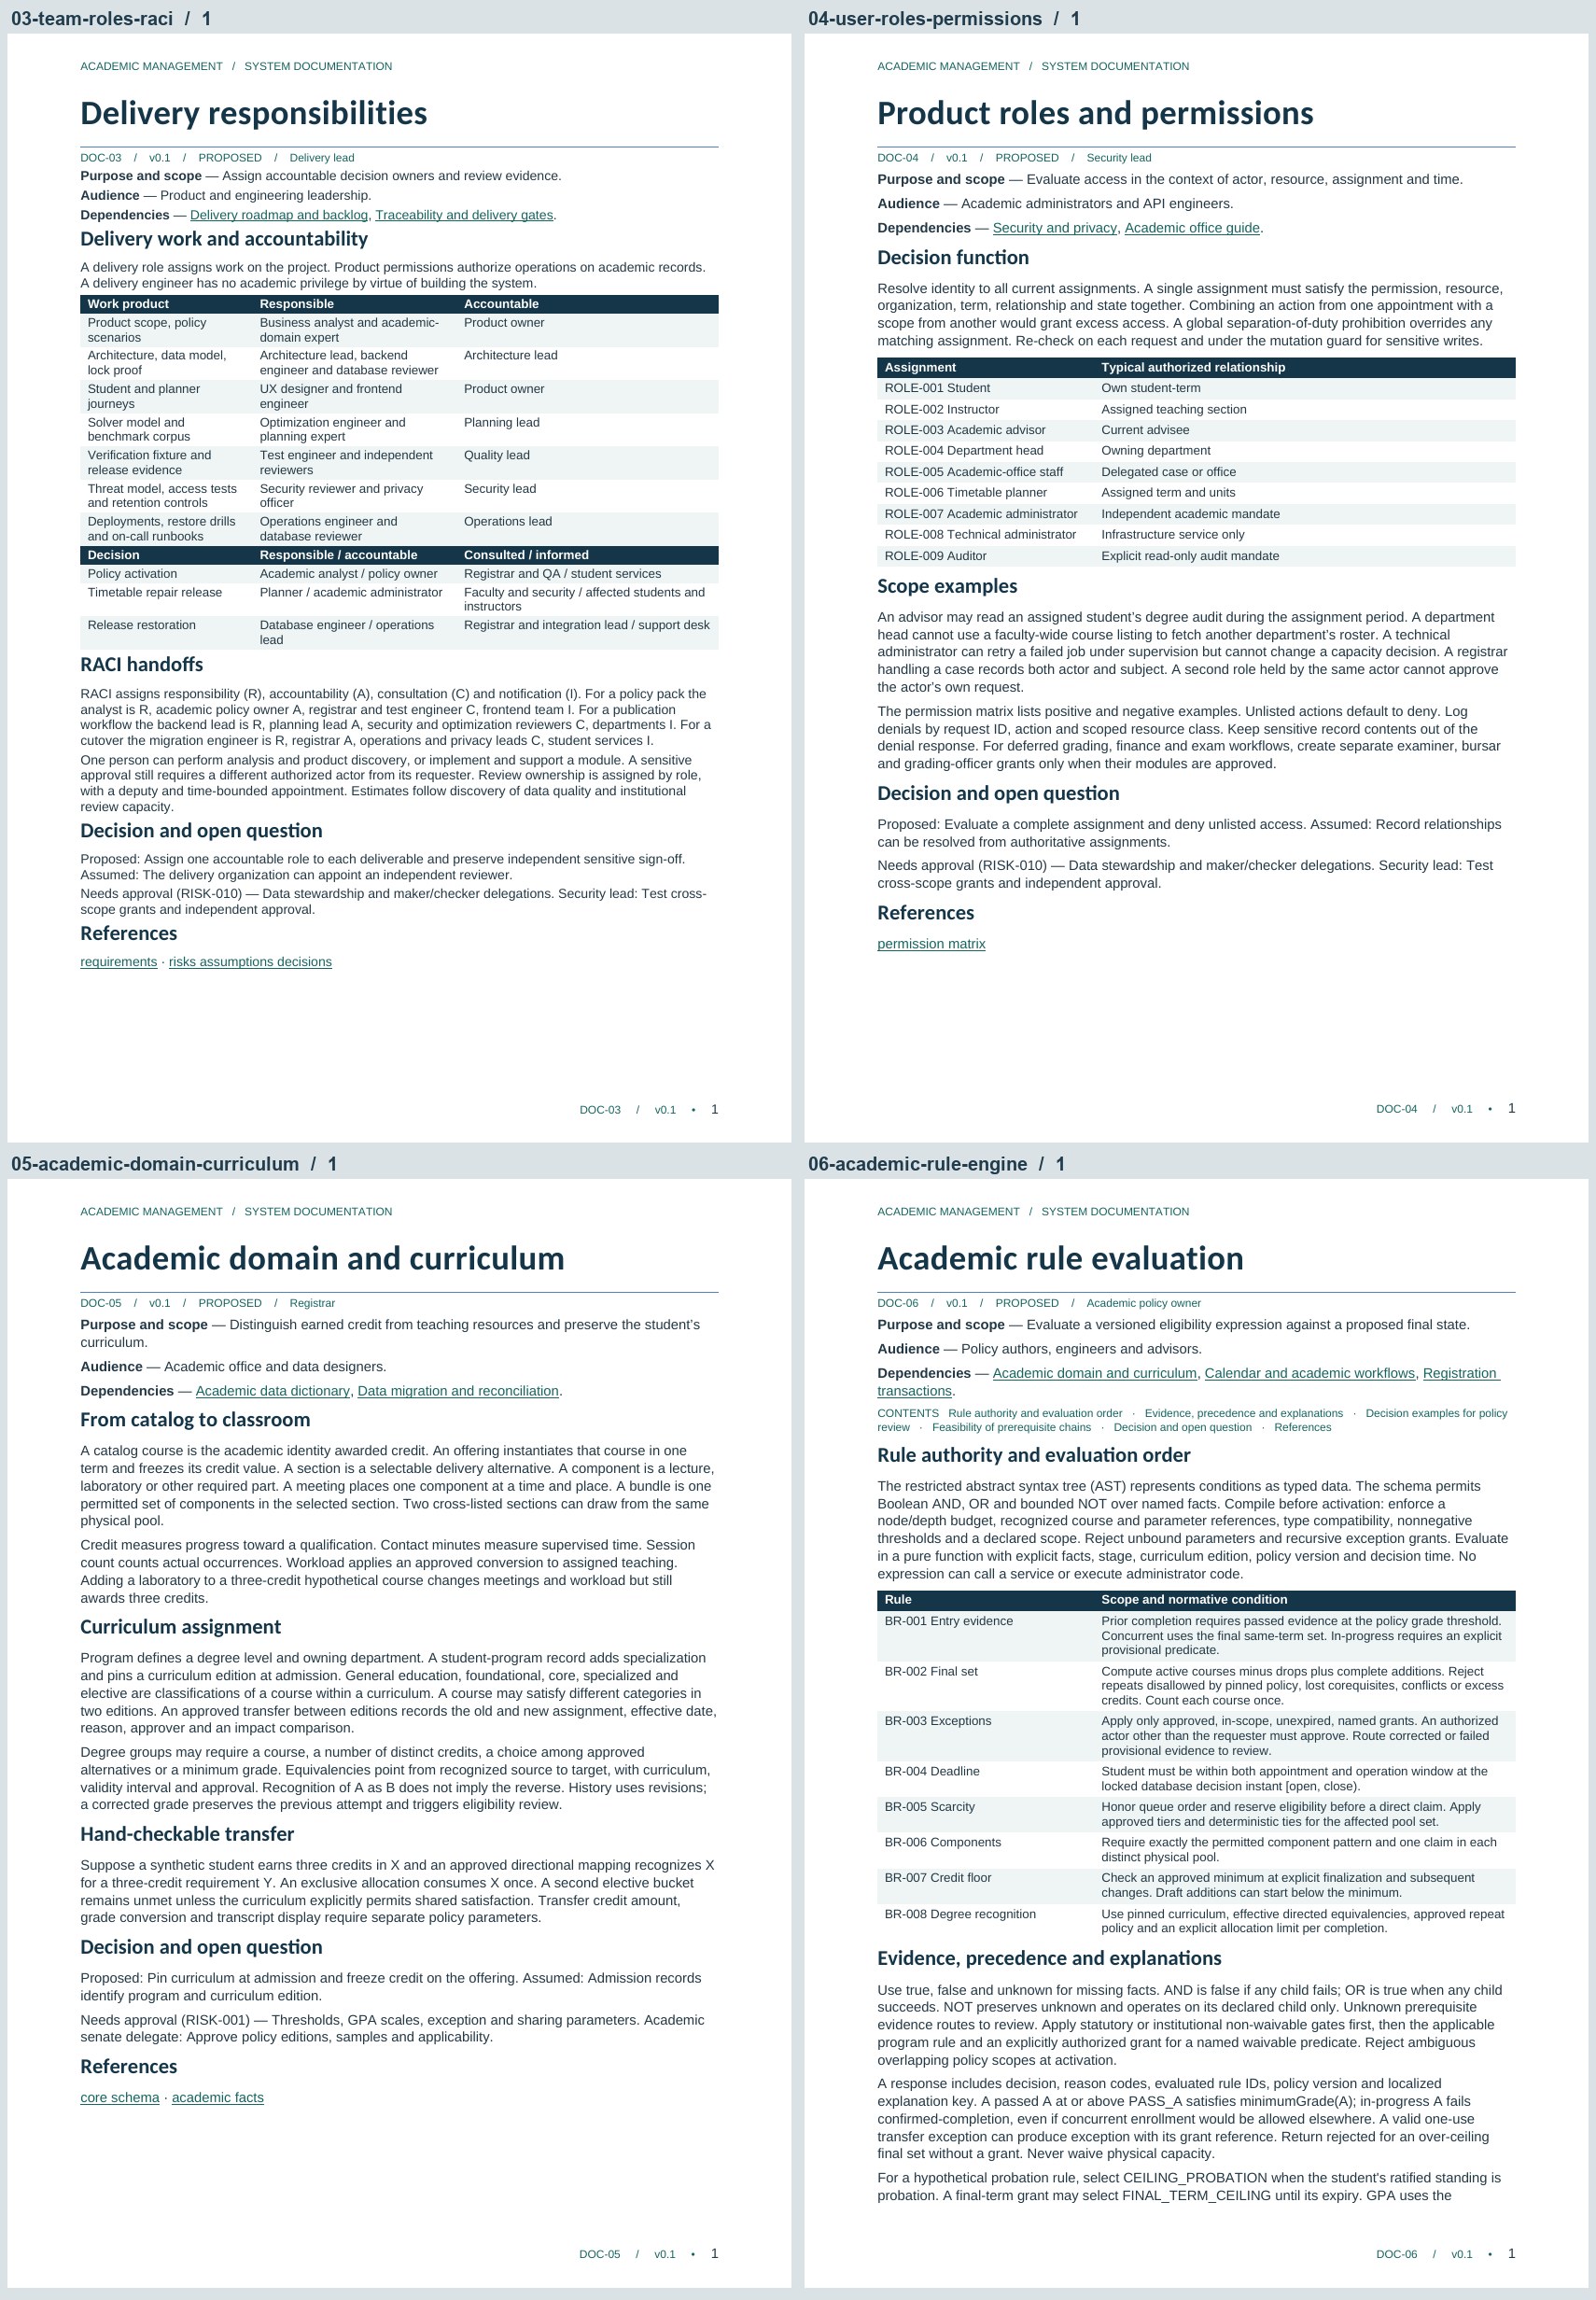 03-team-roles-raci / 1
ACADEMIC MANAGEMENT / SYSTEM DOCUMENTATION
Delivery responsibilities
DOC-03 / v0.1 / PROPOSED / Delivery lead
Purpose and scope — Assign accountable decision owners and review evidence.
Audience — Product and engineering leadership.
Dependencies — Delivery roadmap and backlog, Traceability and delivery gates.
Delivery work and accountability
A delivery role assigns work on the project. Product permissions authorize operations on academic records.
A delivery engineer has no academic privilege by virtue of building the system.
Work product Responsible Accountable
Product scope, policy scenarios Business analyst and academic-domain expert Product owner
Architecture, data model, lock proof Architecture lead, backend engineer and database reviewer Architecture lead
Student and planner journeys UX designer and frontend engineer Product owner
Solver model and benchmark corpus Optimization engineer and planning expert Planning lead
Verification fixture and release evidence Test engineer and independent reviewers Quality lead
Threat model, access tests and retention controls Security reviewer and privacy officer Security lead
Deployments, restore drills and on-call runbooks Operations engineer and database reviewer Operations lead
Decision Responsible / accountable Consulted / informed
Policy activation Academic analyst / policy owner Registrar and QA / student services
Timetable repair release Planner / academic administrator Faculty and security / affected students and instructors
Release restoration Database engineer / operations lead Registrar and integration lead / support desk
RACI handoffs
RACI assigns responsibility (R), accountability (A), consultation (C) and notification (I). For a policy pack the
analyst is R, academic policy owner A, registrar and test engineer C, frontend team I. For a publication
workflow the backend lead is R, planning lead A, security and optimization reviewers C, departments I. For a
cutover the migration engineer is R, registrar A, operations and privacy leads C, student services I.
One person can perform analysis and product discovery, or implement and support a module. A sensitive
approval still requires a different authorized actor from its requester. Review ownership is assigned by role,
with a deputy and time-bounded appointment. Estimates follow discovery of data quality and institutional
review capacity.
Decision and open question
Proposed: Assign one accountable role to each deliverable and preserve independent sensitive sign-off.
Assumed: The delivery organization can appoint an independent reviewer.
Needs approval (RISK-010) — Data stewardship and maker/checker delegations. Security lead: Test cross-
scope grants and independent approval.
References
requirements · risks assumptions decisions
DOC-03 / v0.1 • 1
04-user-roles-permissions / 1
ACADEMIC MANAGEMENT / SYSTEM DOCUMENTATION
Product roles and permissions
DOC-04 / v0.1 / PROPOSED / Security lead
Purpose and scope — Evaluate access in the context of actor, resource, assignment and time.
Audience — Academic administrators and API engineers.
Dependencies — Security and privacy, Academic office guide.
Decision function
Resolve identity to all current assignments. A single assignment must satisfy the permission, resource,
organization, term, relationship and state together. Combining an action from one appointment with a
scope from another would grant excess access. A global separation-of-duty prohibition overrides any
matching assignment. Re-check on each request and under the mutation guard for sensitive writes.
Assignment Typical authorized relationship
ROLE-001 Student Own student-term
ROLE-002 Instructor Assigned teaching section
ROLE-003 Academic advisor Current advisee
ROLE-004 Department head Owning department
ROLE-005 Academic-office staff Delegated case or office
ROLE-006 Timetable planner Assigned term and units
ROLE-007 Academic administrator Independent academic mandate
ROLE-008 Technical administrator Infrastructure service only
ROLE-009 Auditor Explicit read-only audit mandate
Scope examples
An advisor may read an assigned student’s degree audit during the assignment period. A department
head cannot use a faculty-wide course listing to fetch another department’s roster. A technical
administrator can retry a failed job under supervision but cannot change a capacity decision. A registrar
handling a case records both actor and subject. A second role held by the same actor cannot approve
the actor’s own request.
The permission matrix lists positive and negative examples. Unlisted actions default to deny. Log
denials by request ID, action and scoped resource class. Keep sensitive record contents out of the
denial response. For deferred grading, finance and exam workflows, create separate examiner, bursar
and grading-officer grants only when their modules are approved.
Decision and open question
Proposed: Evaluate a complete assignment and deny unlisted access. Assumed: Record relationships
can be resolved from authoritative assignments.
Needs approval (RISK-010) — Data stewardship and maker/checker delegations. Security lead: Test
cross-scope grants and independent approval.
References
permission matrix
DOC-04 / v0.1 • 1
05-academic-domain-curriculum / 1
ACADEMIC MANAGEMENT / SYSTEM DOCUMENTATION
Academic domain and curriculum
DOC-05 / v0.1 / PROPOSED / Registrar
Purpose and scope — Distinguish earned credit from teaching resources and preserve the student’s
curriculum.
Audience — Academic office and data designers.
Dependencies — Academic data dictionary, Data migration and reconciliation.
From catalog to classroom
A catalog course is the academic identity awarded credit. An offering instantiates that course in one
term and freezes its credit value. A section is a selectable delivery alternative. A component is a lecture,
laboratory or other required part. A meeting places one component at a time and place. A bundle is one
permitted set of components in the selected section. Two cross-listed sections can draw from the same
physical pool.
Credit measures progress toward a qualification. Contact minutes measure supervised time. Session
count counts actual occurrences. Workload applies an approved conversion to assigned teaching.
Adding a laboratory to a three-credit hypothetical course changes meetings and workload but still
awards three credits.
Curriculum assignment
Program defines a degree level and owning department. A student-program record adds specialization
and pins a curriculum edition at admission. General education, foundational, core, specialized and
elective are classifications of a course within a curriculum. A course may satisfy different categories in
two editions. An approved transfer between editions records the old and new assignment, effective date,
reason, approver and an impact comparison.
Degree groups may require a course, a number of distinct credits, a choice among approved
alternatives or a minimum grade. Equivalencies point from recognized source to target, with curriculum,
validity interval and approval. Recognition of A as B does not imply the reverse. History uses revisions;
a corrected grade preserves the previous attempt and triggers eligibility review.
Hand-checkable transfer
Suppose a synthetic student earns three credits in X and an approved directional mapping recognizes X
for a three-credit requirement Y. An exclusive allocation consumes X once. A second elective bucket
remains unmet unless the curriculum explicitly permits shared satisfaction. Transfer credit amount,
grade conversion and transcript display require separate policy parameters.
Decision and open question
Proposed: Pin curriculum at admission and freeze credit on the offering. Assumed: Admission records
identify program and curriculum edition.
Needs approval (RISK-001) — Thresholds, GPA scales, exception and sharing parameters. Academic
senate delegate: Approve policy editions, samples and applicability.
References
core schema · academic facts
DOC-05 / v0.1 • 1
06-academic-rule-engine / 1
ACADEMIC MANAGEMENT / SYSTEM DOCUMENTATION
Academic rule evaluation
DOC-06 / v0.1 / PROPOSED / Academic policy owner
Purpose and scope — Evaluate a versioned eligibility expression against a proposed final state.
Audience — Policy authors, engineers and advisors.
Dependencies — Academic domain and curriculum, Calendar and academic workflows, Registration
transactions.
CONTENTS Rule authority and evaluation order · Evidence, precedence and explanations · Decision examples for policy
review · Feasibility of prerequisite chains · Decision and open question · References
Rule authority and evaluation order
The restricted abstract syntax tree (AST) represents conditions as typed data. The schema permits
Boolean AND, OR and bounded NOT over named facts. Compile before activation: enforce a
node/depth budget, recognized course and parameter references, type compatibility, nonnegative
thresholds and a declared scope. Reject unbound parameters and recursive exception grants. Evaluate
in a pure function with explicit facts, stage, curriculum edition, policy version and decision time. No
expression can call a service or execute administrator code.
Rule Scope and normative condition
BR-001 Entry evidence Prior completion requires passed evidence at the policy grade threshold.
Concurrent uses the final same-term set. In-progress requires an explicit
provisional predicate.
BR-002 Final set Compute active courses minus drops plus complete additions. Reject
repeats disallowed by pinned policy, lost corequisites, conflicts or excess
credits. Count each course once.
BR-003 Exceptions Apply only approved, in-scope, unexpired, named grants. An authorized
actor other than the requester must approve. Route corrected or failed
provisional evidence to review.
BR-004 Deadline Student must be within both appointment and operation window at the
locked database decision instant [open, close).
BR-005 Scarcity Honor queue order and reserve eligibility before a direct claim. Apply
approved tiers and deterministic ties for the affected pool set.
BR-006 Components Require exactly the permitted component pattern and one claim in each
distinct physical pool.
BR-007 Credit floor Check an approved minimum at explicit finalization and subsequent
changes. Draft additions can start below the minimum.
BR-008 Degree recognition Use pinned curriculum, effective directed equivalencies, approved repeat
policy and an explicit allocation limit per completion.
Evidence, precedence and explanations
Use true, false and unknown for missing facts. AND is false if any child fails; OR is true when any child
succeeds. NOT preserves unknown and operates on its declared child only. Unknown prerequisite
evidence routes to review. Apply statutory or institutional non-waivable gates first, then the applicable
program rule and an explicitly authorized grant for a named waivable predicate. Reject ambiguous
overlapping policy scopes at activation.
A response includes decision, reason codes, evaluated rule IDs, policy version and localized
explanation key. A passed A at or above PASS_A satisfies minimumGrade(A); in-progress A fails
confirmed-completion, even if concurrent enrollment would be allowed elsewhere. A valid one-use
transfer exception can produce exception with its grant reference. Return rejected for an over-ceiling
final set without a grant. Never waive physical capacity.
For a hypothetical probation rule, select CEILING_PROBATION when the student's ratified standing is
probation. A final-term grant may select FINAL_TERM_CEILING until its expiry. GPA uses the
DOC-06 / v0.1 • 1